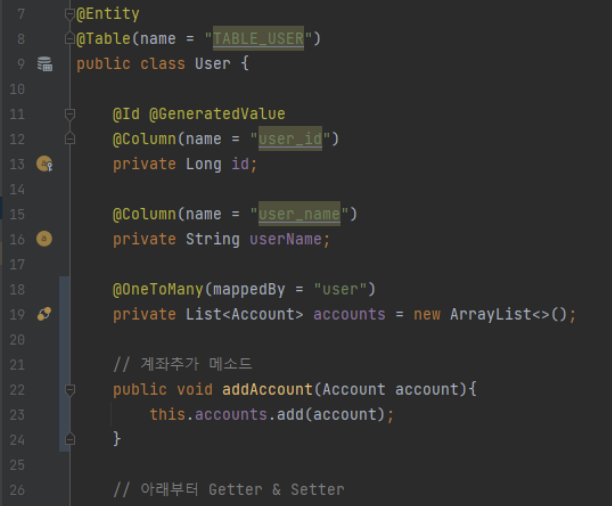 7 @Entity
8 @Table(name = "TABLE_USER")
9 public class User {
10
11     @Id @GeneratedValue
12     @Column(name = "user_id")
13     private Long id;
14
15     @Column(name = "user_name")
16     private String userName;
17
18     @OneToMany(mappedBy = "user")
19     private List<Account> accounts = new ArrayList<>();
20
21     // 계좌추가 메소드
22     public void addAccount(Account account){
23         this.accounts.add(account);
24     }
25
26     // 아래부터 Getter & Setter